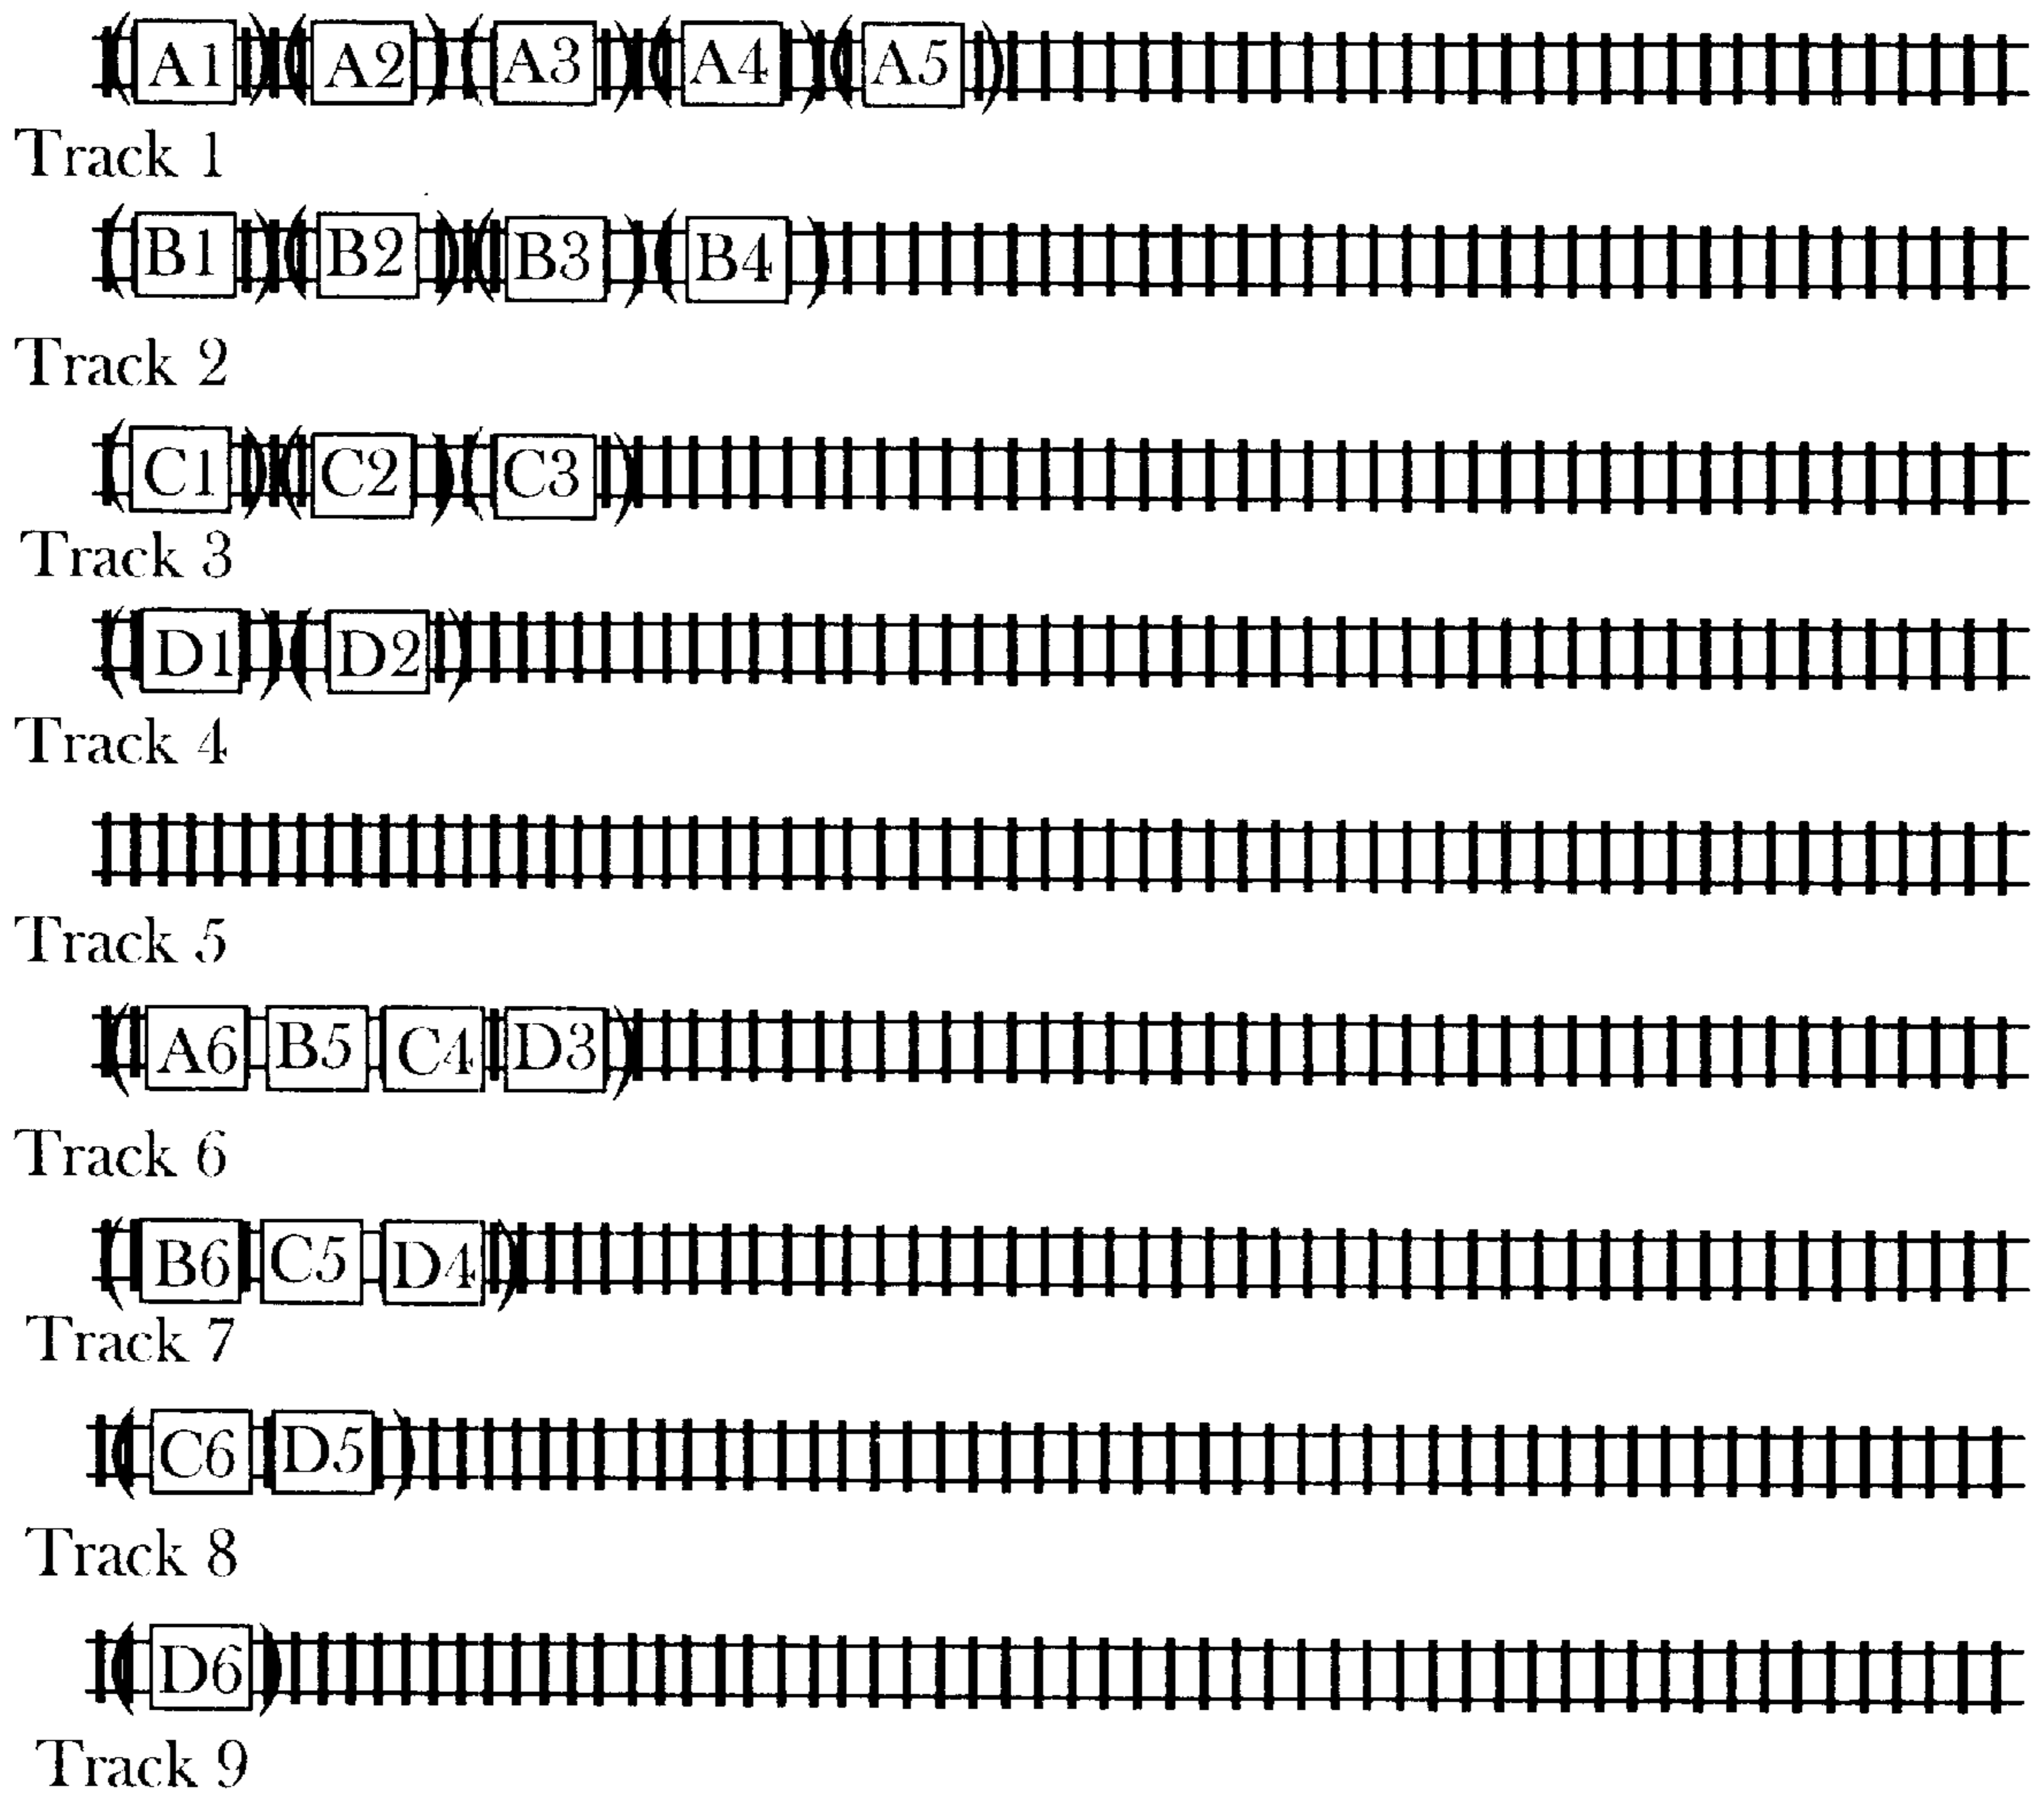 (A1) (A2) (A3) (A4) (A5)
Track 1
(B1) (B2) (B3) (B4)
Track 2
(C1) (C2) (C3)
Track 3
(D1) (D2)
Track 4
Track 5
(A6 B5 C4 D3)
Track 6
(B6 C5 D4)
Track 7
(C6 D5)
Track 8
(D6)
Track 9